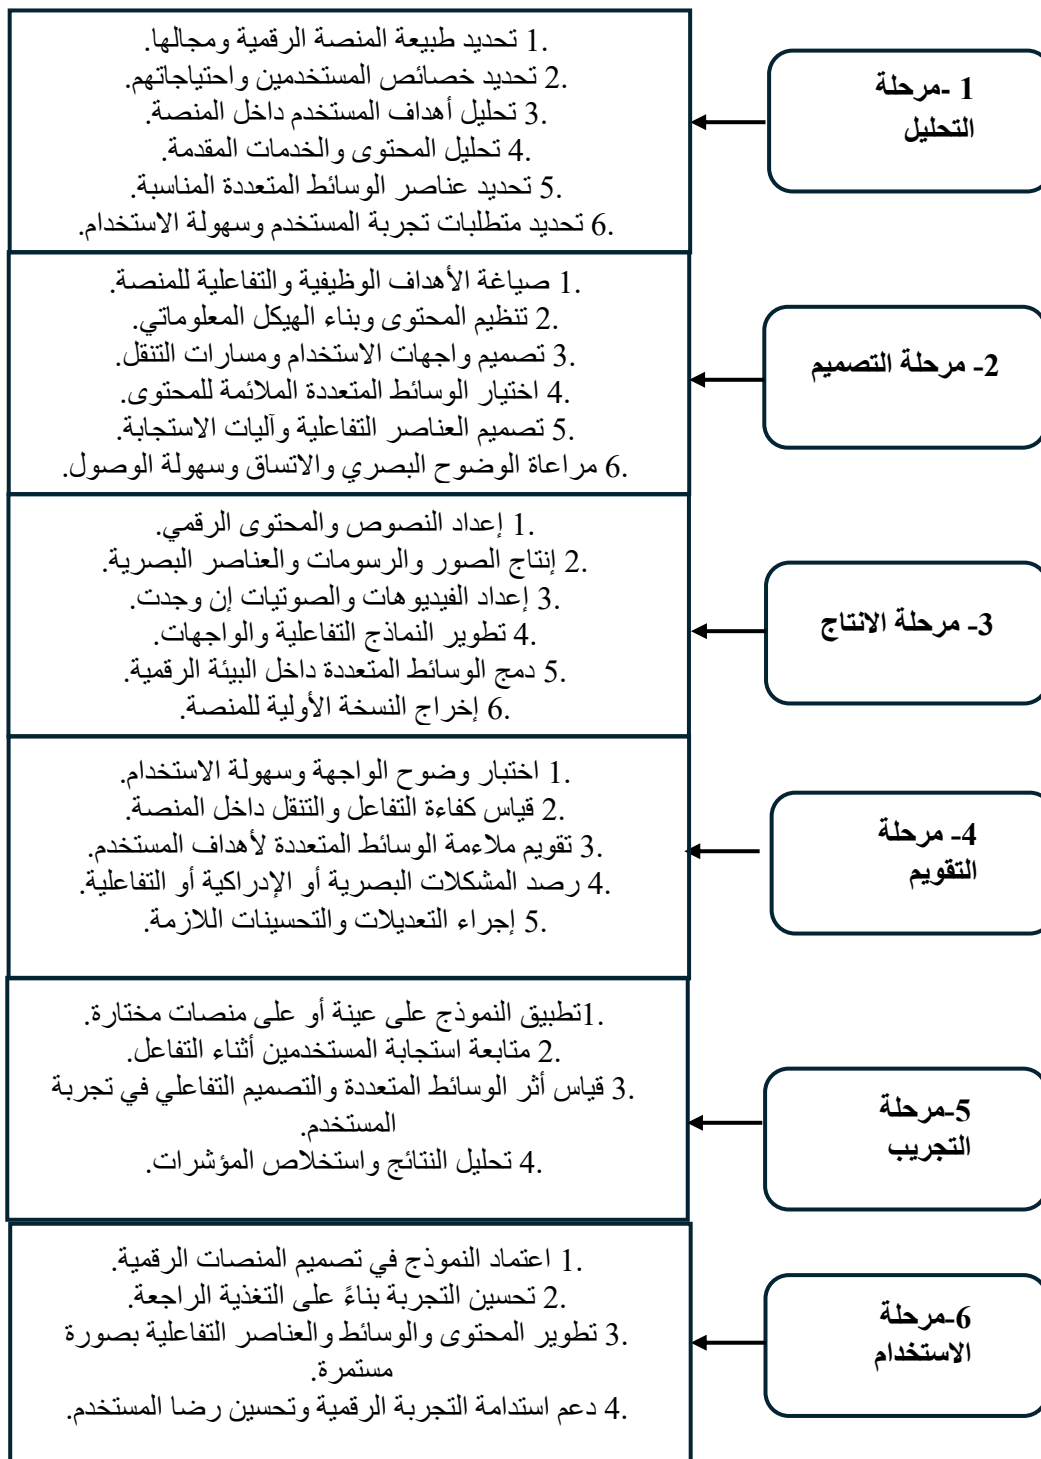 1 -مرحلة
التحليل
.1 تحديد طبيعة المنصة الرقمية ومجالها.
.2 تحديد خصائص المستخدمين واحتياجاتهم.
.3 تحليل أهداف المستخدم داخل المنصة.
.4 تحليل المحتوى والخدمات المقدمة.
.5 تحديد عناصر الوسائط المتعددة المناسبة.
.6 تحديد متطلبات تجربة المستخدم وسهولة الاستخدام.
2- مرحلة التصميم
.1 صياغة الأهداف الوظيفية والتفاعلية للمنصة.
.2 تنظيم المحتوى وبناء الهيكل المعلوماتي.
.3 تصميم واجهات الاستخدام ومسارات التنقل.
.4 اختيار الوسائط المتعددة الملائمة للمحتوى.
.5 تصميم العناصر التفاعلية وآليات الاستجابة.
.6 مراعاة الوضوح البصري والاتساق وسهولة الوصول.
3- مرحلة الانتاج
.1 إعداد النصوص والمحتوى الرقمي.
.2 إنتاج الصور والرسومات والعناصر البصرية.
.3 إعداد الفيديوهات والصوتيات إن وجدت.
.4 تطوير النماذج التفاعلية والواجهات.
.5 دمج الوسائط المتعددة داخل البيئة الرقمية.
.6 إخراج النسخة الأولية للمنصة.
4- مرحلة
التقويم
.1 اختبار وضوح الواجهة وسهولة الاستخدام.
.2 قياس كفاءة التفاعل والتنقل داخل المنصة.
.3 تقويم ملاءمة الوسائط المتعددة لأهداف المستخدم.
.4 رصد المشكلات البصرية أو الإدراكية أو التفاعلية.
.5 إجراء التعديلات والتحسينات اللازمة.
5-مرحلة
التجريب
.1تطبيق النموذج على عينة أو على منصات مختارة.
.2 متابعة استجابة المستخدمين أثناء التفاعل.
.3 قياس أثر الوسائط المتعددة والتصميم التفاعلي في تجربة
المستخدم.
.4 تحليل النتائج واستخلاص المؤشرات.
6-مرحلة
الاستخدام
.1 اعتماد النموذج في تصميم المنصات الرقمية.
.2 تحسين التجربة بناءً على التغذية الراجعة.
.3 تطوير المحتوى والوسائط والعناصر التفاعلية بصورة
مستمرة.
.4 دعم استدامة التجربة الرقمية وتحسين رضا المستخدم.